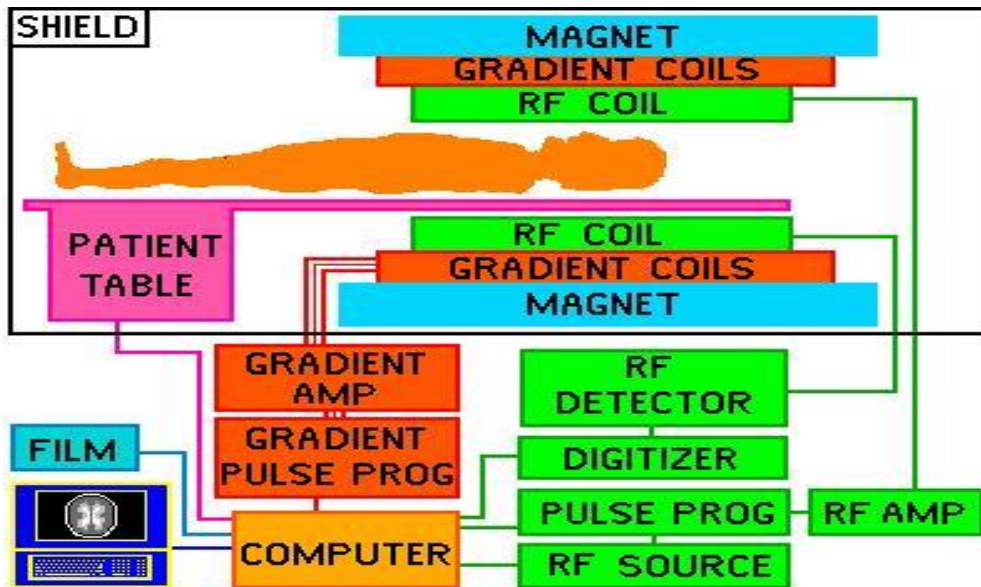 SHIELD
MAGNET
GRADIENT COILS
RF COIL
RF COIL
GRADIENT COILS
MAGNET
PATIENT
TABLE
GRADIENT
AMP
RF
DETECTOR
FILM
GRADIENT
PULSE PROG
DIGITIZER
PULSE PROG
RF AMP
COMPUTER
RF SOURCE